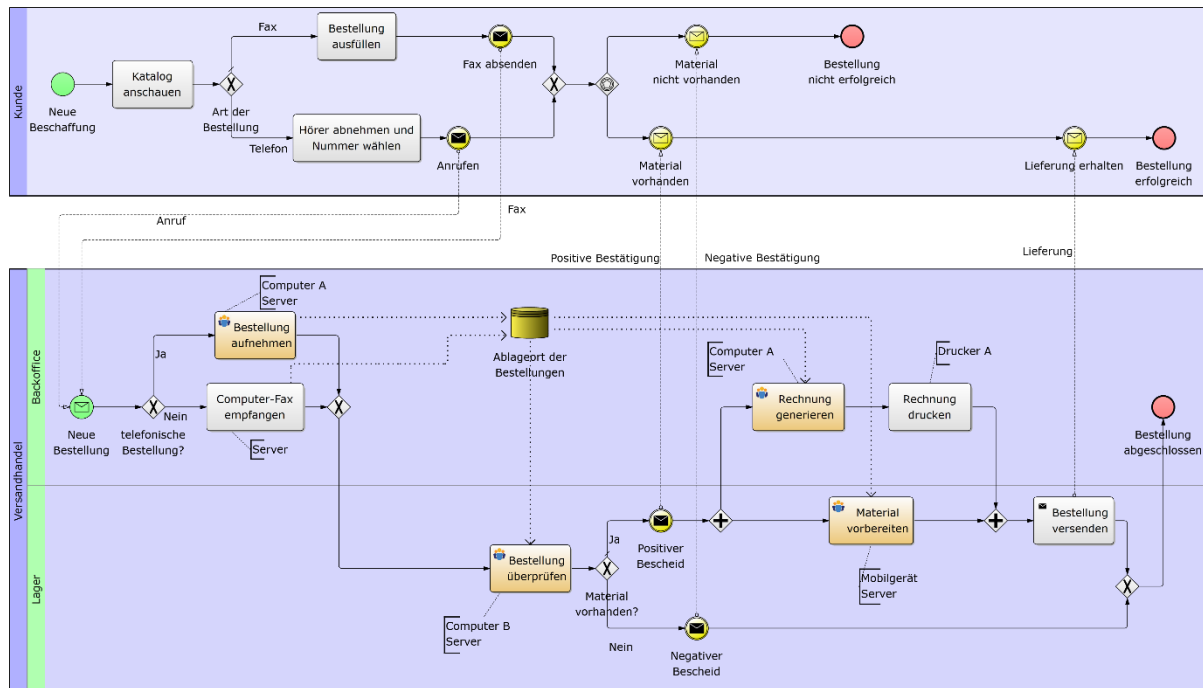 Kunde
Neue
Beschaffung
Katalog
anschauen
Art der
Bestellung
Fax
Bestellung
ausfüllen
Fax absenden
Telefon
Hörer abnehmen und
Nummer wählen
Anrufen
Material
nicht vorhanden
Bestellung
nicht erfolgreich
Material
vorhanden
Lieferung erhalten
Bestellung
erfolgreich
Anruf
Fax
Positive Bestätigung
Negative Bestätigung
Lieferung
Versandhandel
Backoffice
Neue
Bestellung
telefonische
Bestellung?
Ja
Nein
Computer A
Server
Bestellung
aufnehmen
Computer-Fax
empfangen
Server
Ablageort der
Bestellungen
Computer A
Server
Rechnung
generieren
Drucker A
Rechnung
drucken
Bestellung
abgeschlossen
Lager
Bestellung
überprüfen
Computer B
Server
Material
vorhanden?
Ja
Nein
Positiver
Bescheid
Negativer
Bescheid
Material
vorbereiten
Mobilgerät
Server
Bestellung
versenden